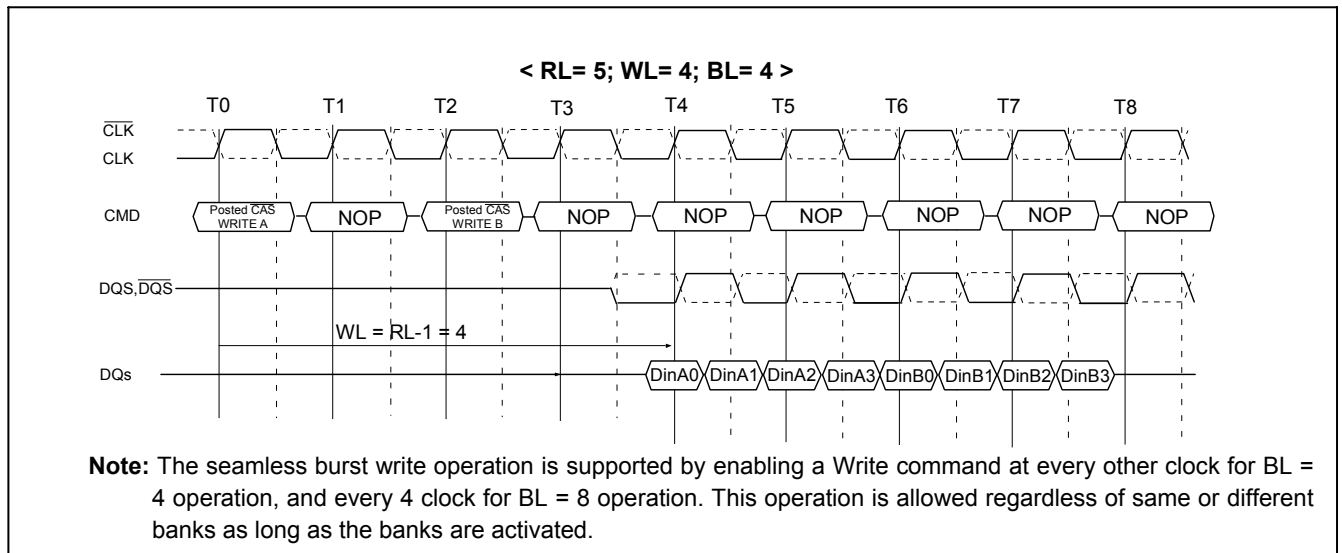 < RL= 5; WL= 4; BL= 4 >
T0 T1 T2 T3 T4 T5 T6 T7 T8
CLK
CLK
CMD
Posted CAS
WRITE A
NOP
Posted CAS
WRITE B
NOP
NOP
NOP
NOP
NOP
NOP
DQS,DQS
WL = RL-1 = 4
DQs
DinA0 DinA1 DinA2 DinA3 DinB0 DinB1 DinB2 DinB3
Note: The seamless burst write operation is supported by enabling a Write command at every other clock for BL =
4 operation, and every 4 clock for BL = 8 operation. This operation is allowed regardless of same or different
banks as long as the banks are activated.